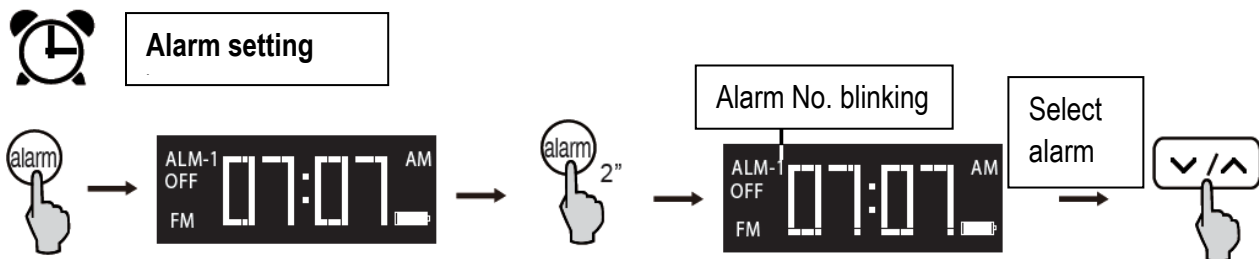 Alarm setting
Alarm No. blinking
Select
alarm
alarm
ALM-1
07:07
AM
OFF
FM
alarm
2"
ALM-1
07:07
AM
OFF
FM